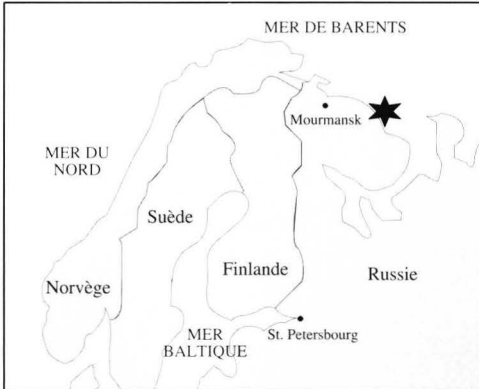 MER DE BARENTS
Mourmansk
MER DU
NORD
Suède
Norvège
Finlande
Russie
MER
BALTIQUE
St. Petersbourg